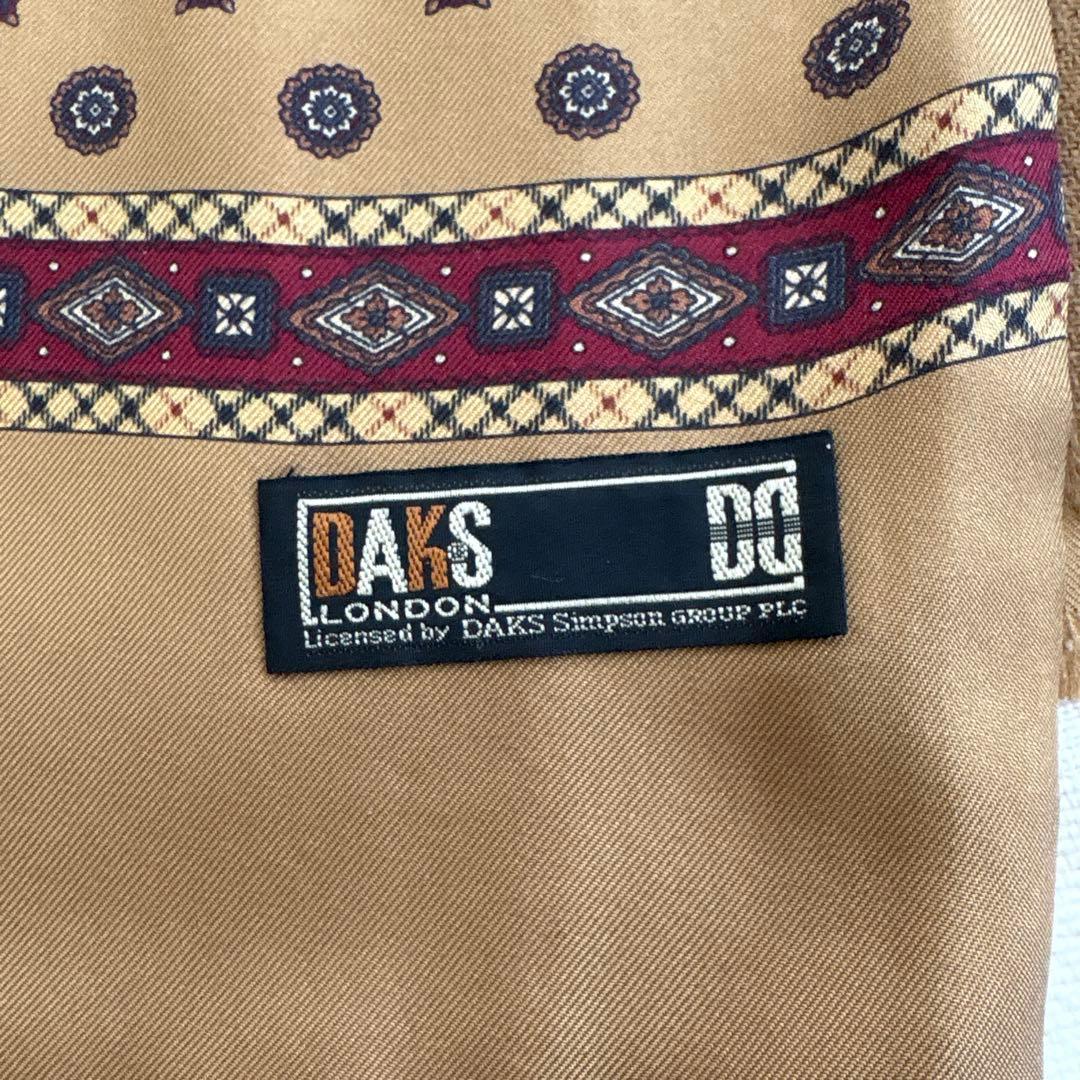 DAKS DD
LONDON
Licensed by DAKS Simpson GROUP PLC